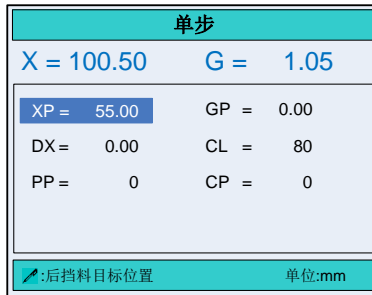 单步
X = 100.50 G = 1.05
XP = 55.00 GP = 0.00
DX = 0.00 CL = 80
PP = 0 CP = 0
:后挡料目标位置 单位:mm